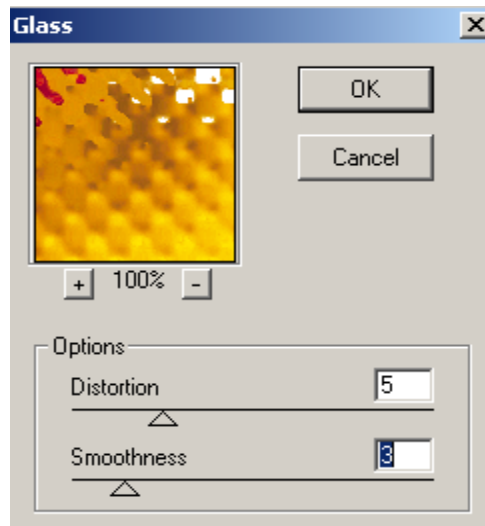 Glass
OK
Cancel
+ 100% -
Options
Distortion 5
Smoothness 3